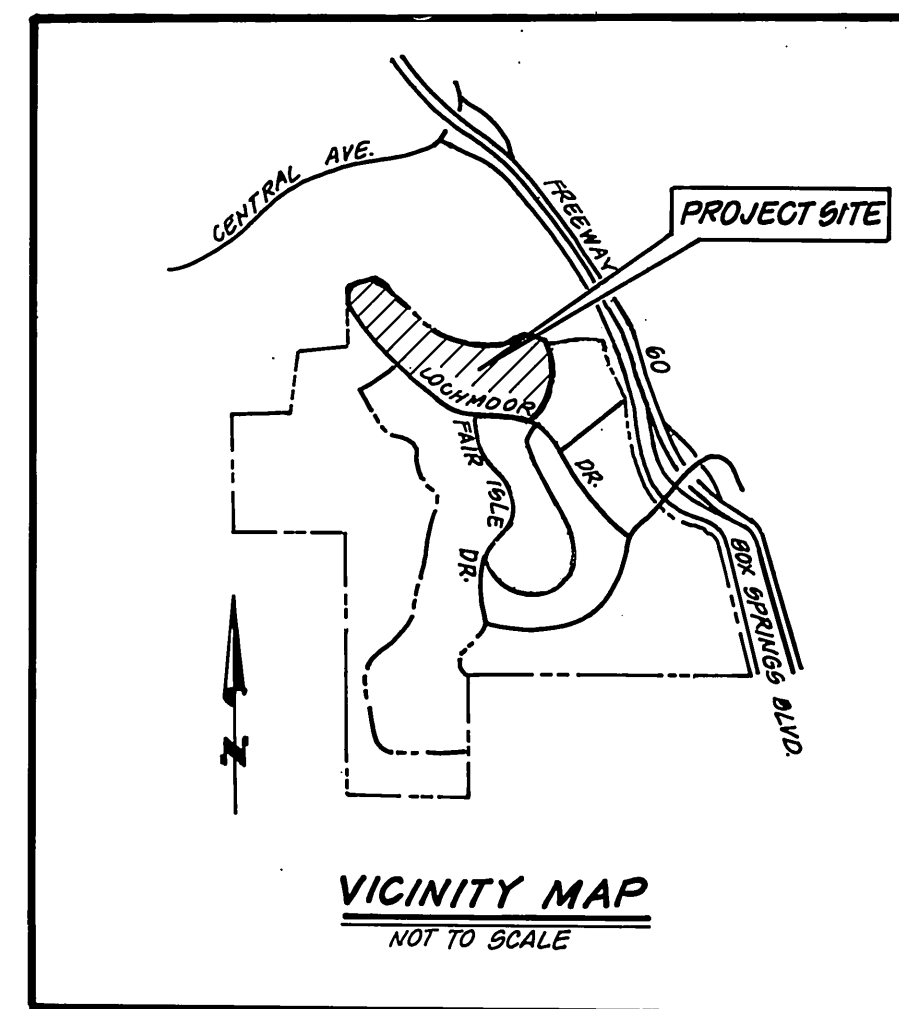 CENTRAL AVE.
FREEWAY 60
PROJECT SITE
LOCHMOOR DR.
FAIR ISLE DR.
BOX SPRINGS BLVD.
N
VICINITY MAP
NOT TO SCALE